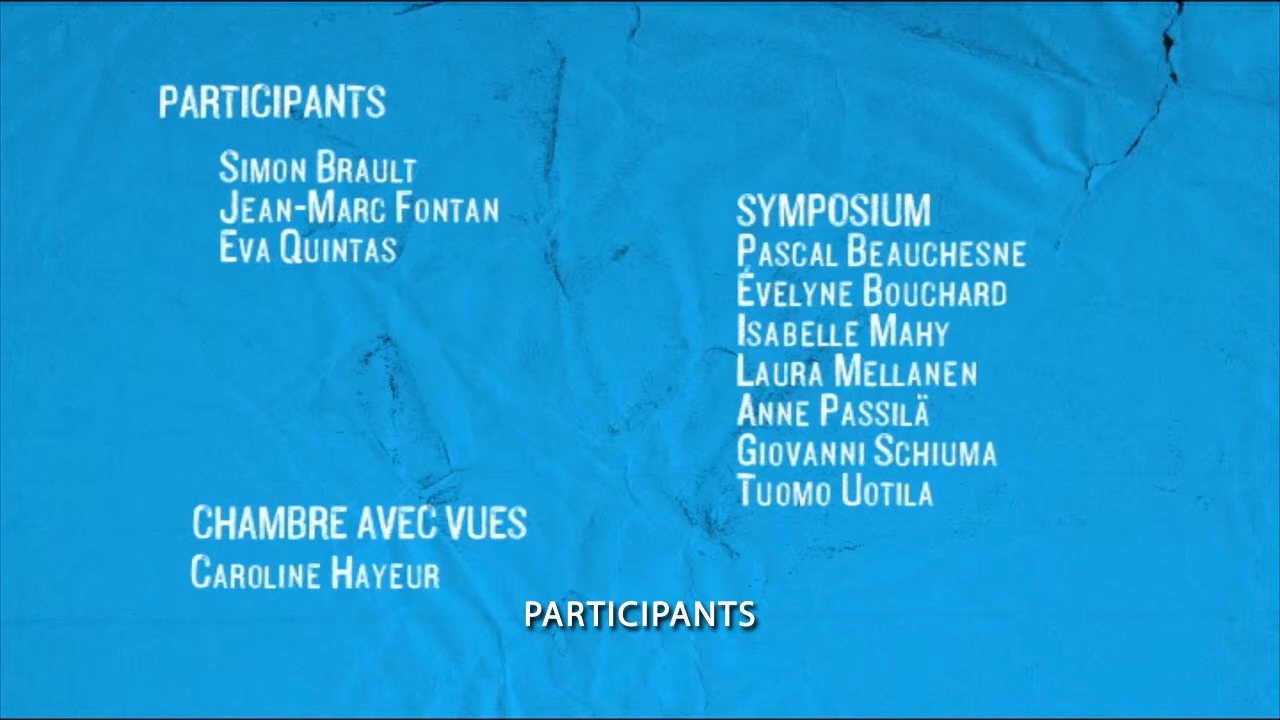 PARTICIPANTS
SIMON BRAULT
JEAN-MARC FONTAN
EVA QUINTAS
SYMPOSIUM
PASCAL BEAUCHESNE
ÉVELYNE BOUCHARD
ISABELLE MAHY
LAURA MELLANEN
ANNE PASSILÄ
GIOVANNI SCHIUMA
TUOMO UOTILA
CHAMBRE AVEC VUES
CAROLINE HAYEUR
PARTICIPANTS